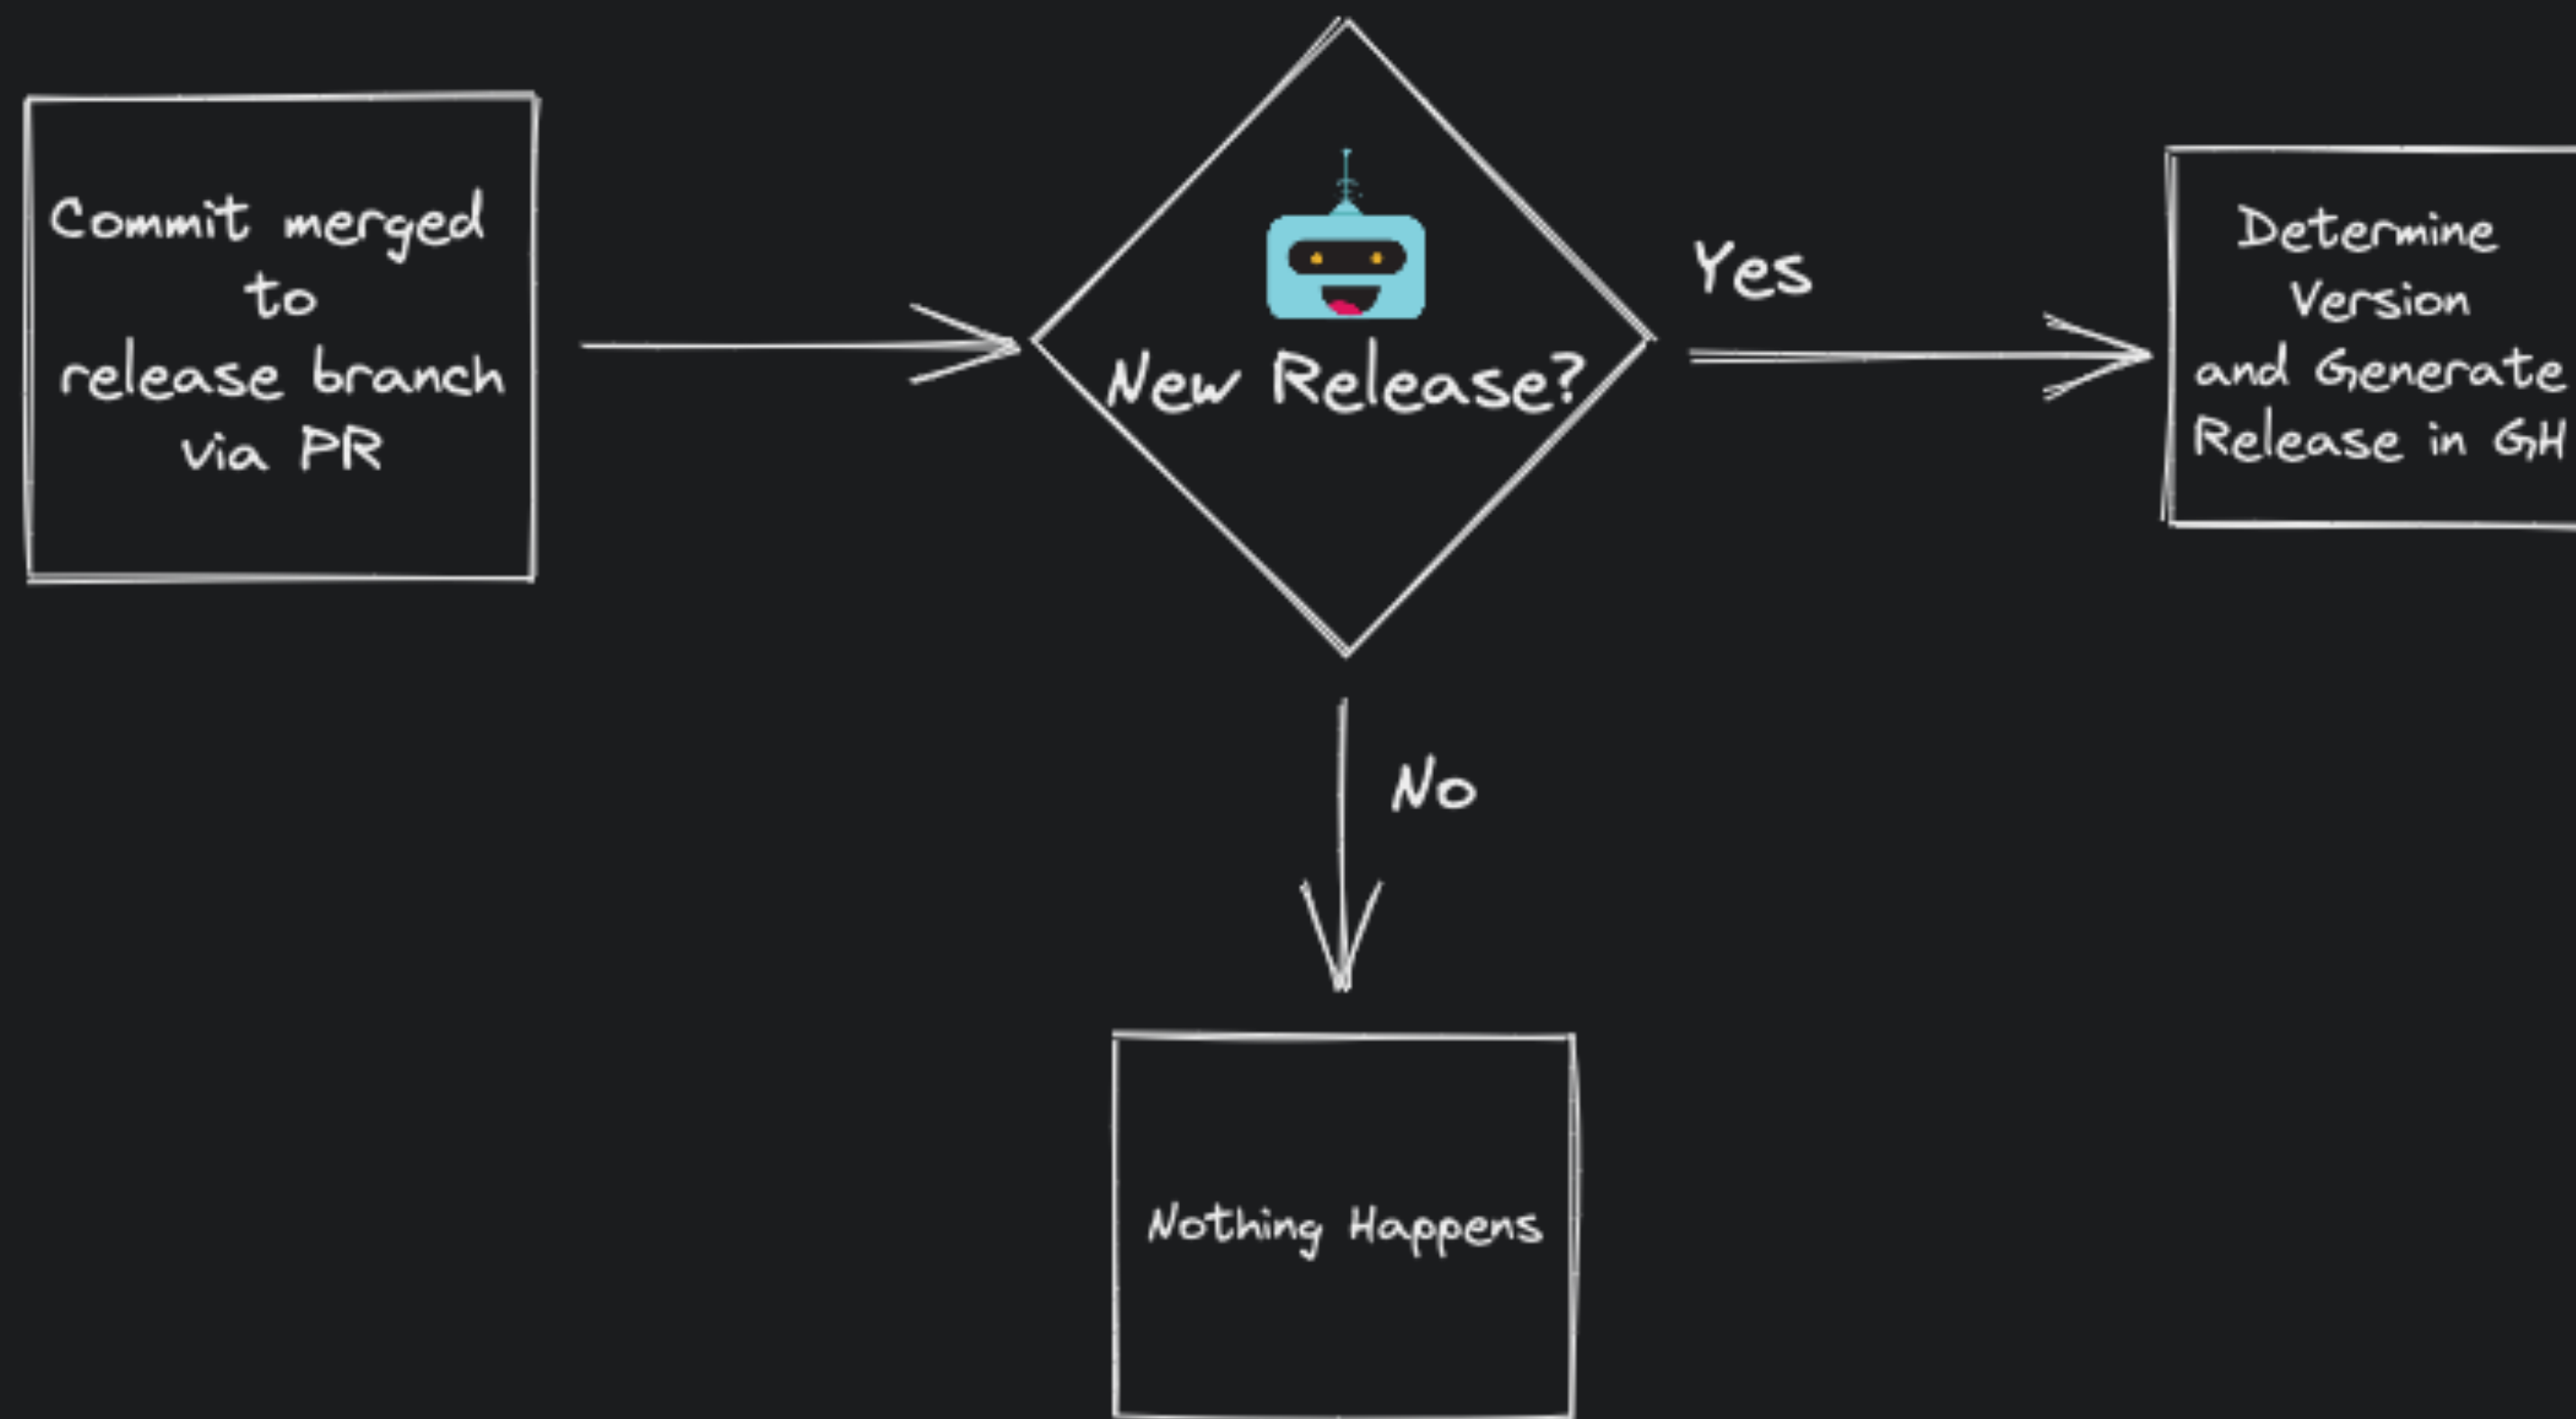 Commit merged
to
release branch
via PR
New Release?
Yes
Determine
Version
and Generate
Release in GH
No
Nothing Happens